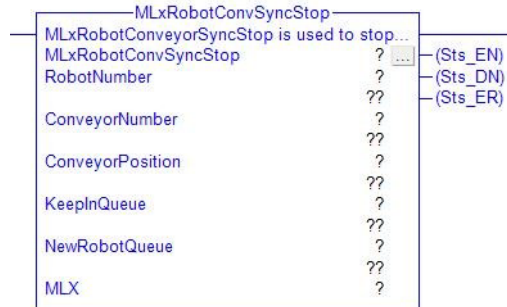 MLxRobotConvSyncStop
MLxRobotConveyorSyncStop is used to stop...
MLxRobotConvSyncStop ? ... (Sts_EN)
RobotNumber ? (Sts_DN)
?? (Sts_ER)
ConveyorNumber ?
??
ConveyorPosition ?
??
KeepInQueue ?
??
NewRobotQueue ?
??
MLX ?